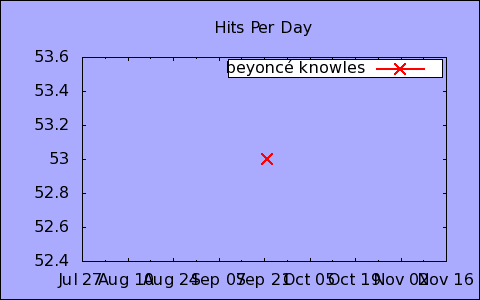 Hits Per Day
beyoncé knowles
53.6
53.4
53.2
53
52.8
52.6
52.4
Jul 27 Aug 10 Aug 24 Sep 07 Sep 21 Oct 05 Oct 19 Nov 02 Nov 16